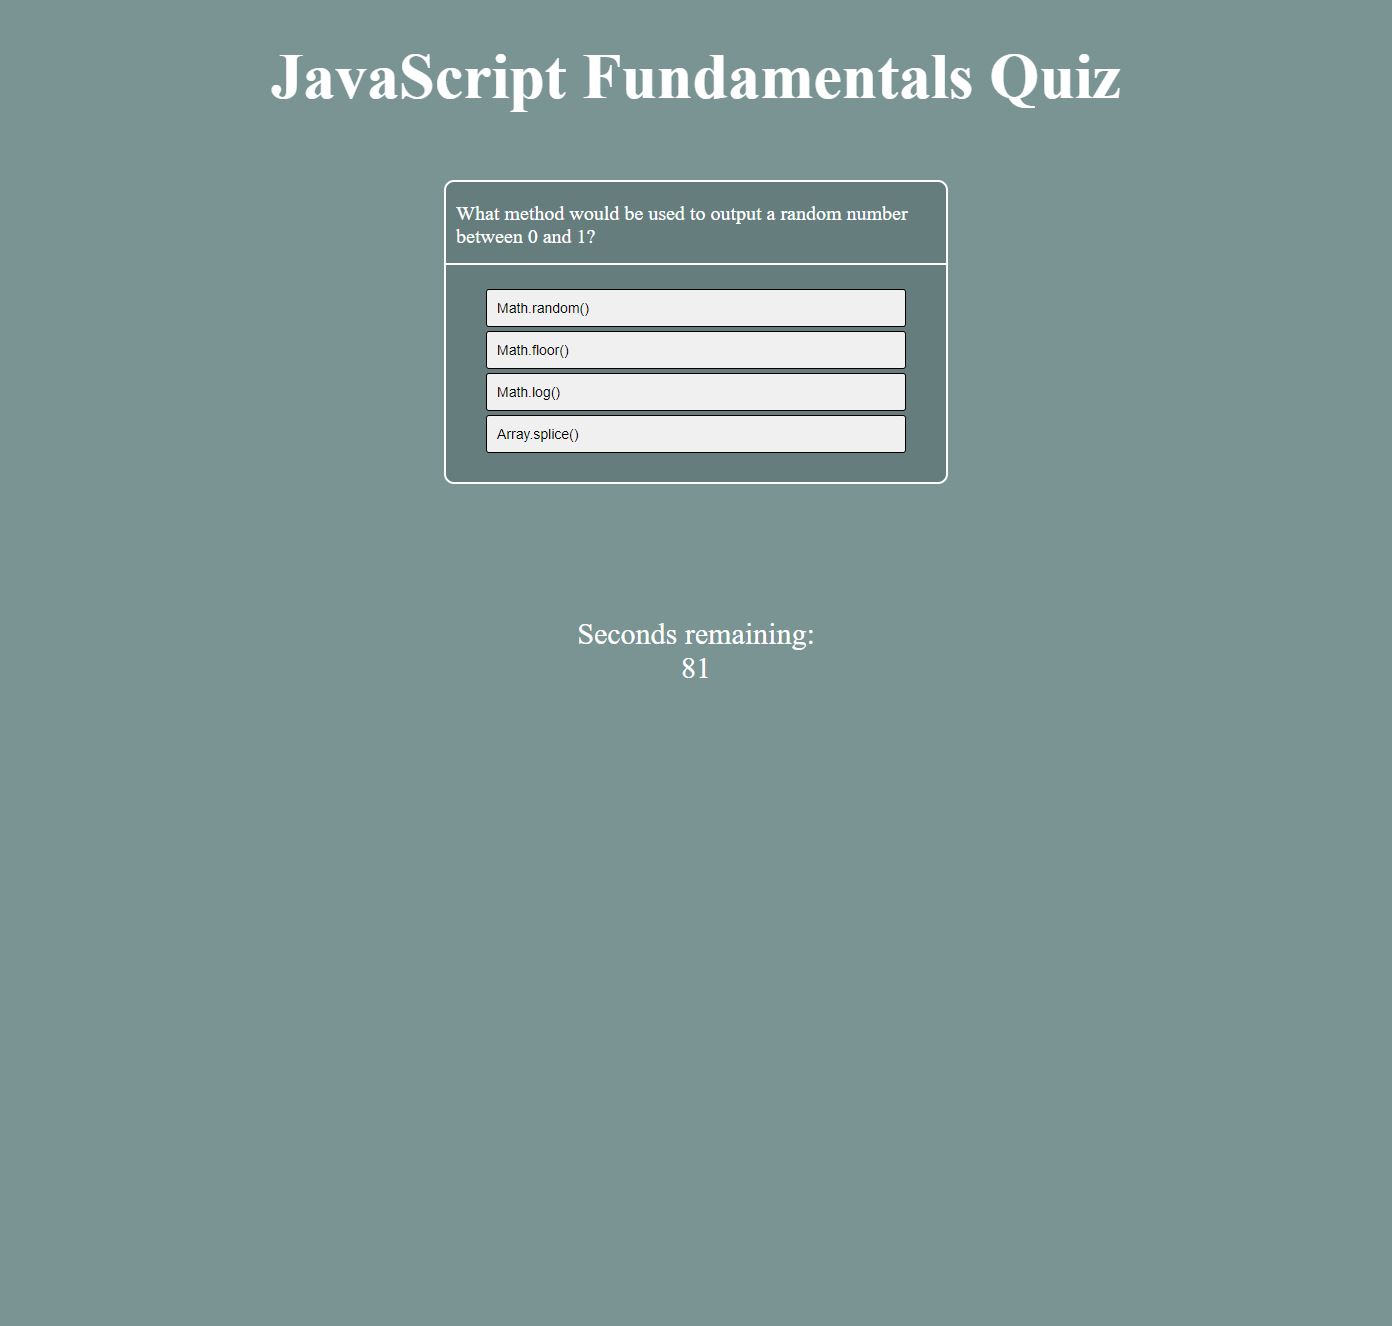 JavaScript Fundamentals Quiz
What method would be used to output a random number
between 0 and 1?
Math.random()
Math.floor()
Math.log()
Array.splice()
Seconds remaining:
81